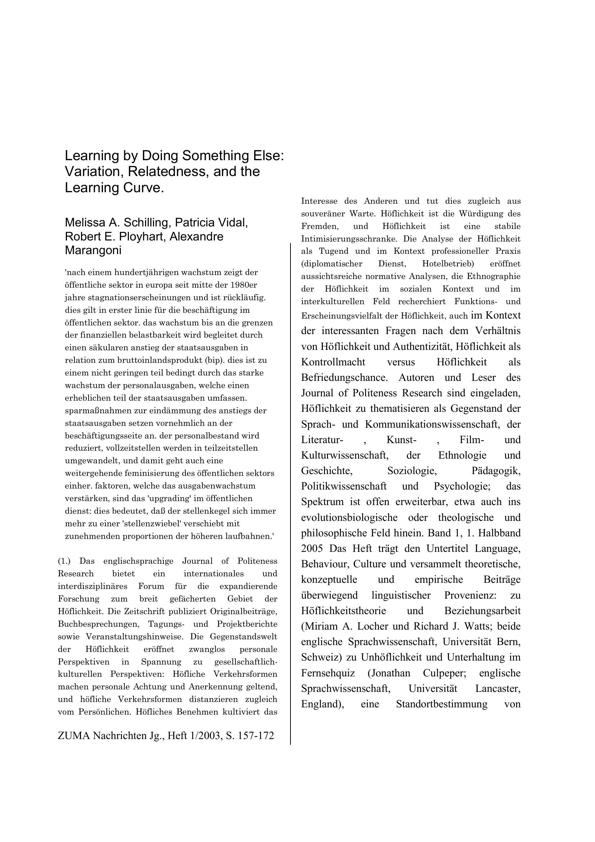 Learning by Doing Something Else:
Variation, Relatedness, and the
Learning Curve.
Melissa A. Schilling, Patricia Vidal,
Robert E. Ployhart, Alexandre
Marangoni
'nach einem hundertjährigen wachstum zeigt der
öffentliche sektor in europa seit mitte der 1980er
jahre stagnationserscheinungen und ist rückläufig.
dies gilt in erster linie für die beschäftigung im
öffentlichen sektor. das wachstum bis an die grenzen
der finanziellen belastbarkeit wird begleitet durch
einen säkularen anstieg der staatsausgaben in
relation zum bruttoinlandsprodukt (bip). dies ist zu
einem nicht geringen teil bedingt durch das starke
wachstum der personalausgaben, welche einen
erheblichen teil der staatsausgaben umfassen.
sparmaßnahmen zur eindämmung des anstiegs der
staatsausgaben setzen vornehmlich an der
beschäftigungsseite an. der personalbestand wird
reduziert, vollzeitstellen werden in teilzeitstellen
umgewandelt, und damit geht auch eine
weitergehende feminisierung des öffentlichen sektors
einher. faktoren, welche das ausgabenwachstum
verstärken, sind das 'upgrading' im öffentlichen
dienst: dies bedeutet, daß der stellenkegel sich immer
mehr zu einer 'stellenzwiebel' verschiebt mit
zunehmenden proportionen der höheren laufbahnen.'
(1.) Das englischsprachige Journal of Politeness
Research bietet ein internationales und
interdisziplinäres Forum für die expandierende
Forschung zum breit gefächerten Gebiet der
Höflichkeit. Die Zeitschrift publiziert Originalbeiträge,
Buchbesprechungen, Tagungs- und Projektberichte
sowie Veranstaltungshinweise. Die Gegenstandswelt
der Höflichkeit eröffnet zwanglos personale
Perspektiven in Spannung zu gesellschaftlich-
kulturellen Perspektiven: Höfliche Verkehrsformen
machen personale Achtung und Anerkennung geltend,
und höfliche Verkehrsformen distanzieren zugleich
vom Persönlichen. Höfliches Benehmen kultiviert das
ZUMA Nachrichten Jg., Heft 1/2003, S. 157-172
Interesse des Anderen und tut dies zugleich aus
souveräner Warte. Höflichkeit ist die Würdigung des
Fremden, und Höflichkeit ist eine stabile
Intimisierungsschranke. Die Analyse der Höflichkeit
als Tugend und im Kontext professioneller Praxis
(diplomatischer Dienst, Hotelbetrieb) eröffnet
aussichtsreiche normative Analysen, die Ethnographie
der Höflichkeit im sozialen Kontext und im
interkulturellen Feld recherchiert Funktions- und
Erscheinungsvielfalt der Höflichkeit, auch im Kontext
der interessanten Fragen nach dem Verhältnis
von Höflichkeit und Authentizität, Höflichkeit als
Kontrollmacht versus Höflichkeit als
Befriedungschance. Autoren und Leser des
Journal of Politeness Research sind eingeladen,
Höflichkeit zu thematisieren als Gegenstand der
Sprach- und Kommunikationswissenschaft, der
Literatur- , Kunst- , Film- und
Kulturwissenschaft, der Ethnologie und
Geschichte, Soziologie, Pädagogik,
Politikwissenschaft und Psychologie; das
Spektrum ist offen erweiterbar, etwa auch ins
evolutionsbiologische oder theologische und
philosophische Feld hinein. Band 1, 1. Halbband
2005 Das Heft trägt den Untertitel Language,
Behaviour, Culture und versammelt theoretische,
konzeptuelle und empirische Beiträge
überwiegend linguistischer Provenienz: zu
Höflichkeitstheorie und Beziehungsarbeit
(Miriam A. Locher und Richard J. Watts; beide
englische Sprachwissenschaft, Universität Bern,
Schweiz) zu Unhöflichkeit und Unterhaltung im
Fernsehquiz (Jonathan Culpeper; englische
Sprachwissenschaft, Universität Lancaster,
England), eine Standortbestimmung von